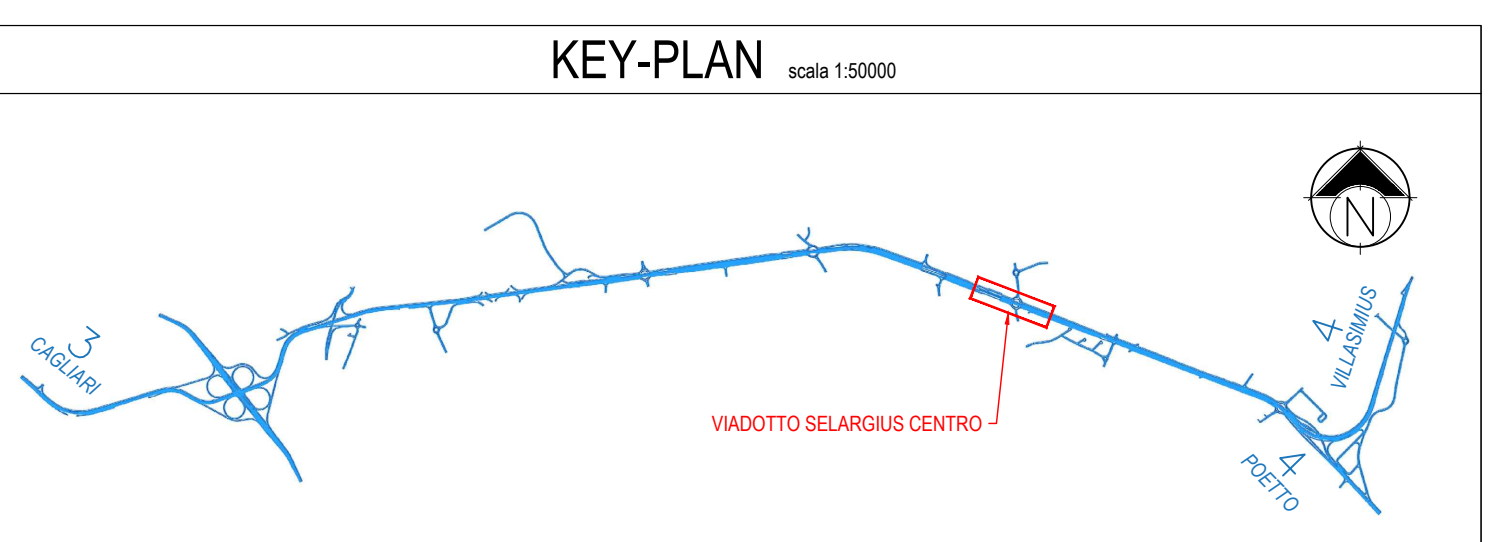 KEY-PLAN scala 1:50000
N
3
CAGLIARI
4
VILLASIMIUS
VIADOTTO SELARGIUS CENTRO
4
POETTO